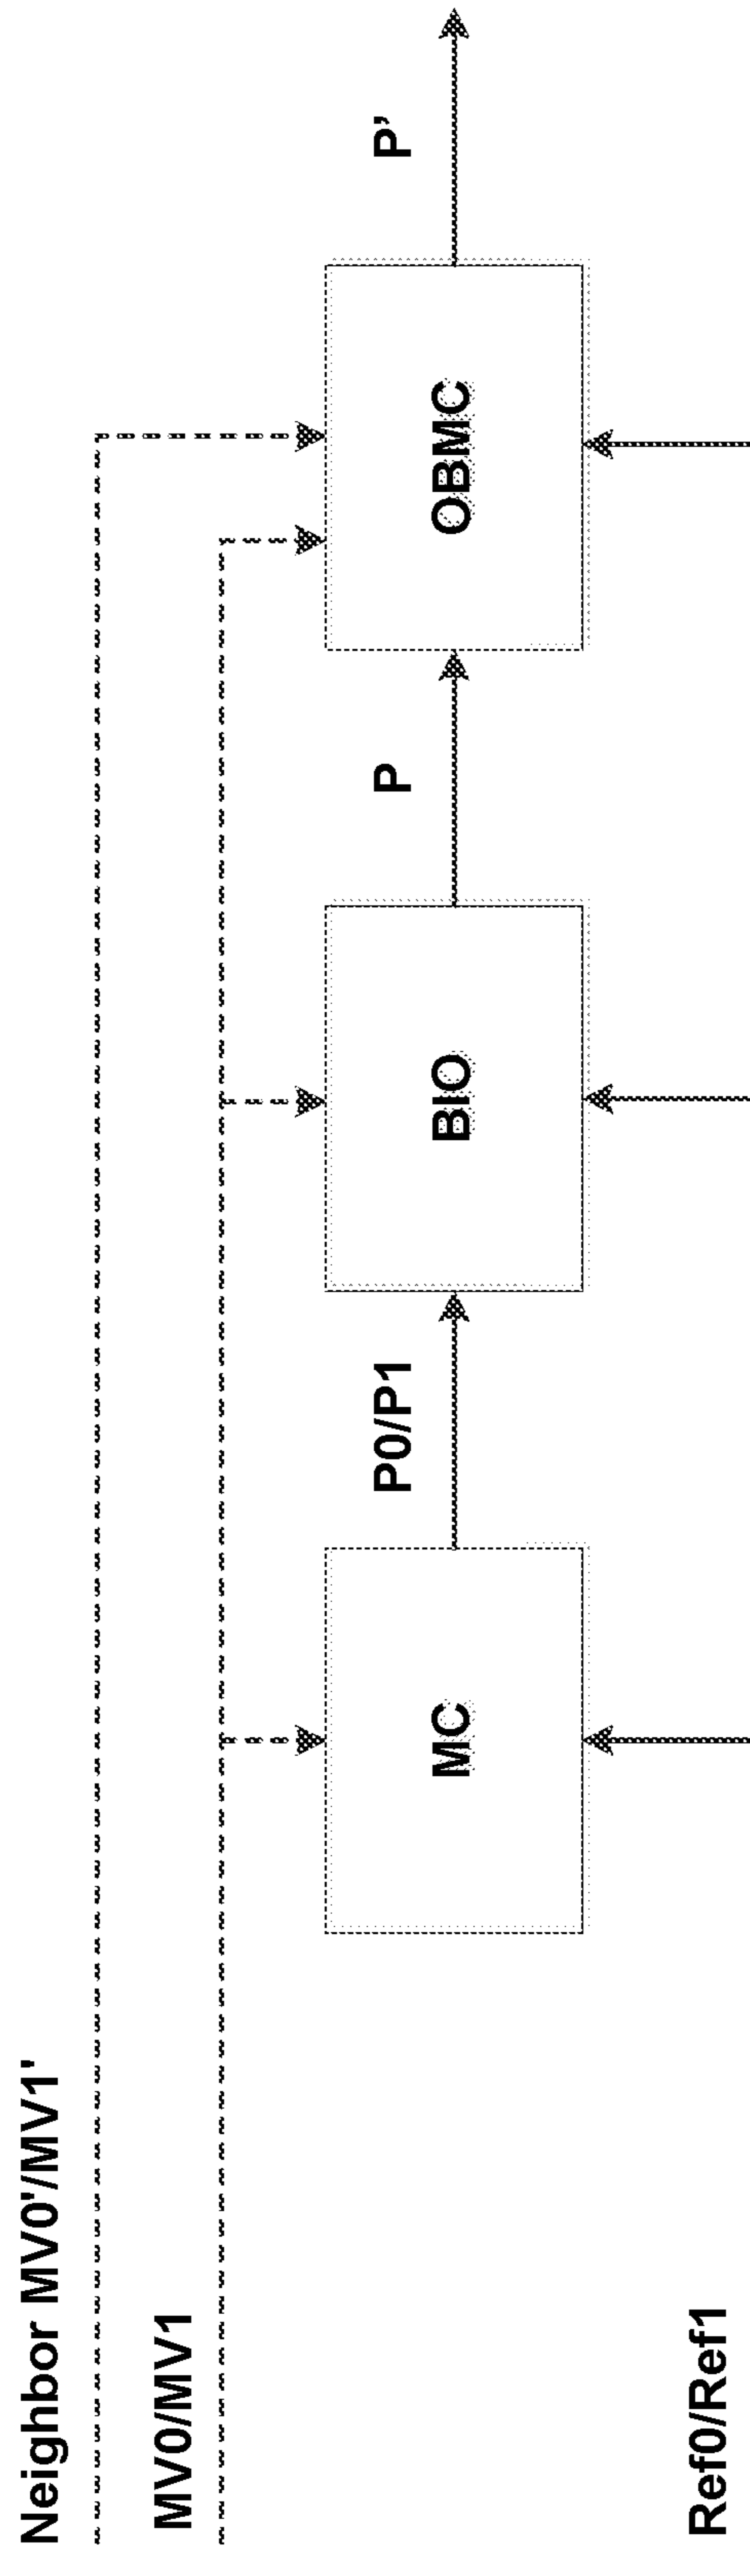 Neighbor MV0'/MV1'
MV0/MV1
P0/P1
P
P'
MC
BIO
OBMC
Ref0/Ref1